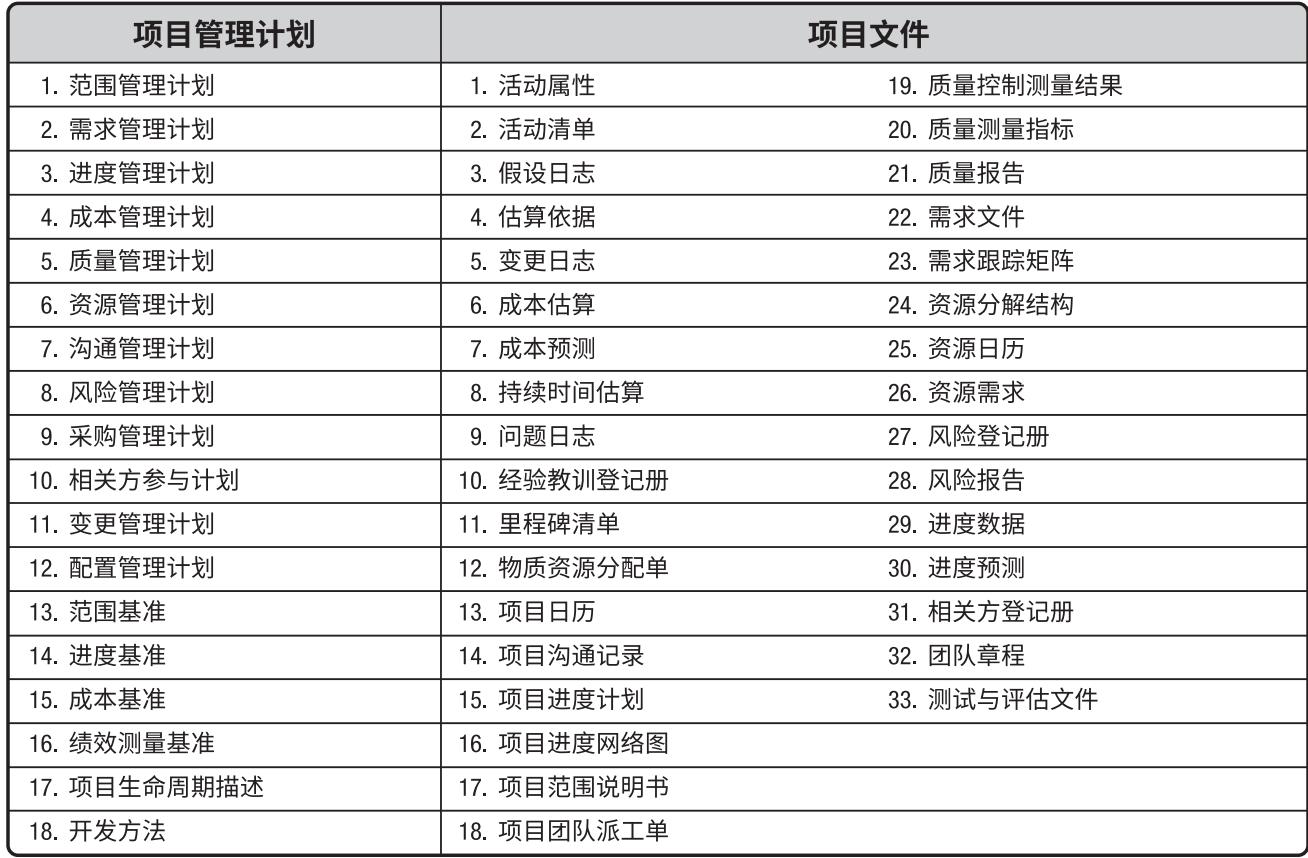 项目管理计划 项目文件
1. 范围管理计划 1. 活动属性 19. 质量控制测量结果
2. 需求管理计划 2. 活动清单 20. 质量测量指标
3. 进度管理计划 3. 假设日志 21. 质量报告
4. 成本管理计划 4. 估算依据 22. 需求文件
5. 质量管理计划 5. 变更日志 23. 需求跟踪矩阵
6. 资源管理计划 6. 成本估算 24. 资源分解结构
7. 沟通管理计划 7. 成本预测 25. 资源日历
8. 风险管理计划 8. 持续时间估算 26. 资源需求
9. 采购管理计划 9. 问题日志 27. 风险登记册
10. 相关方参与计划 10. 经验教训登记册 28. 风险报告
11. 变更管理计划 11. 里程碑清单 29. 进度数据
12. 配置管理计划 12. 物质资源分配单 30. 进度预测
13. 范围基准 13. 项目日历 31. 相关方登记册
14. 进度基准 14. 项目沟通记录 32. 团队章程
15. 成本基准 15. 项目进度计划 33. 测试与评估文件
16. 绩效测量基准 16. 项目进度网络图
17. 项目生命周期描述 17. 项目范围说明书
18. 开发方法 18. 项目团队派工单